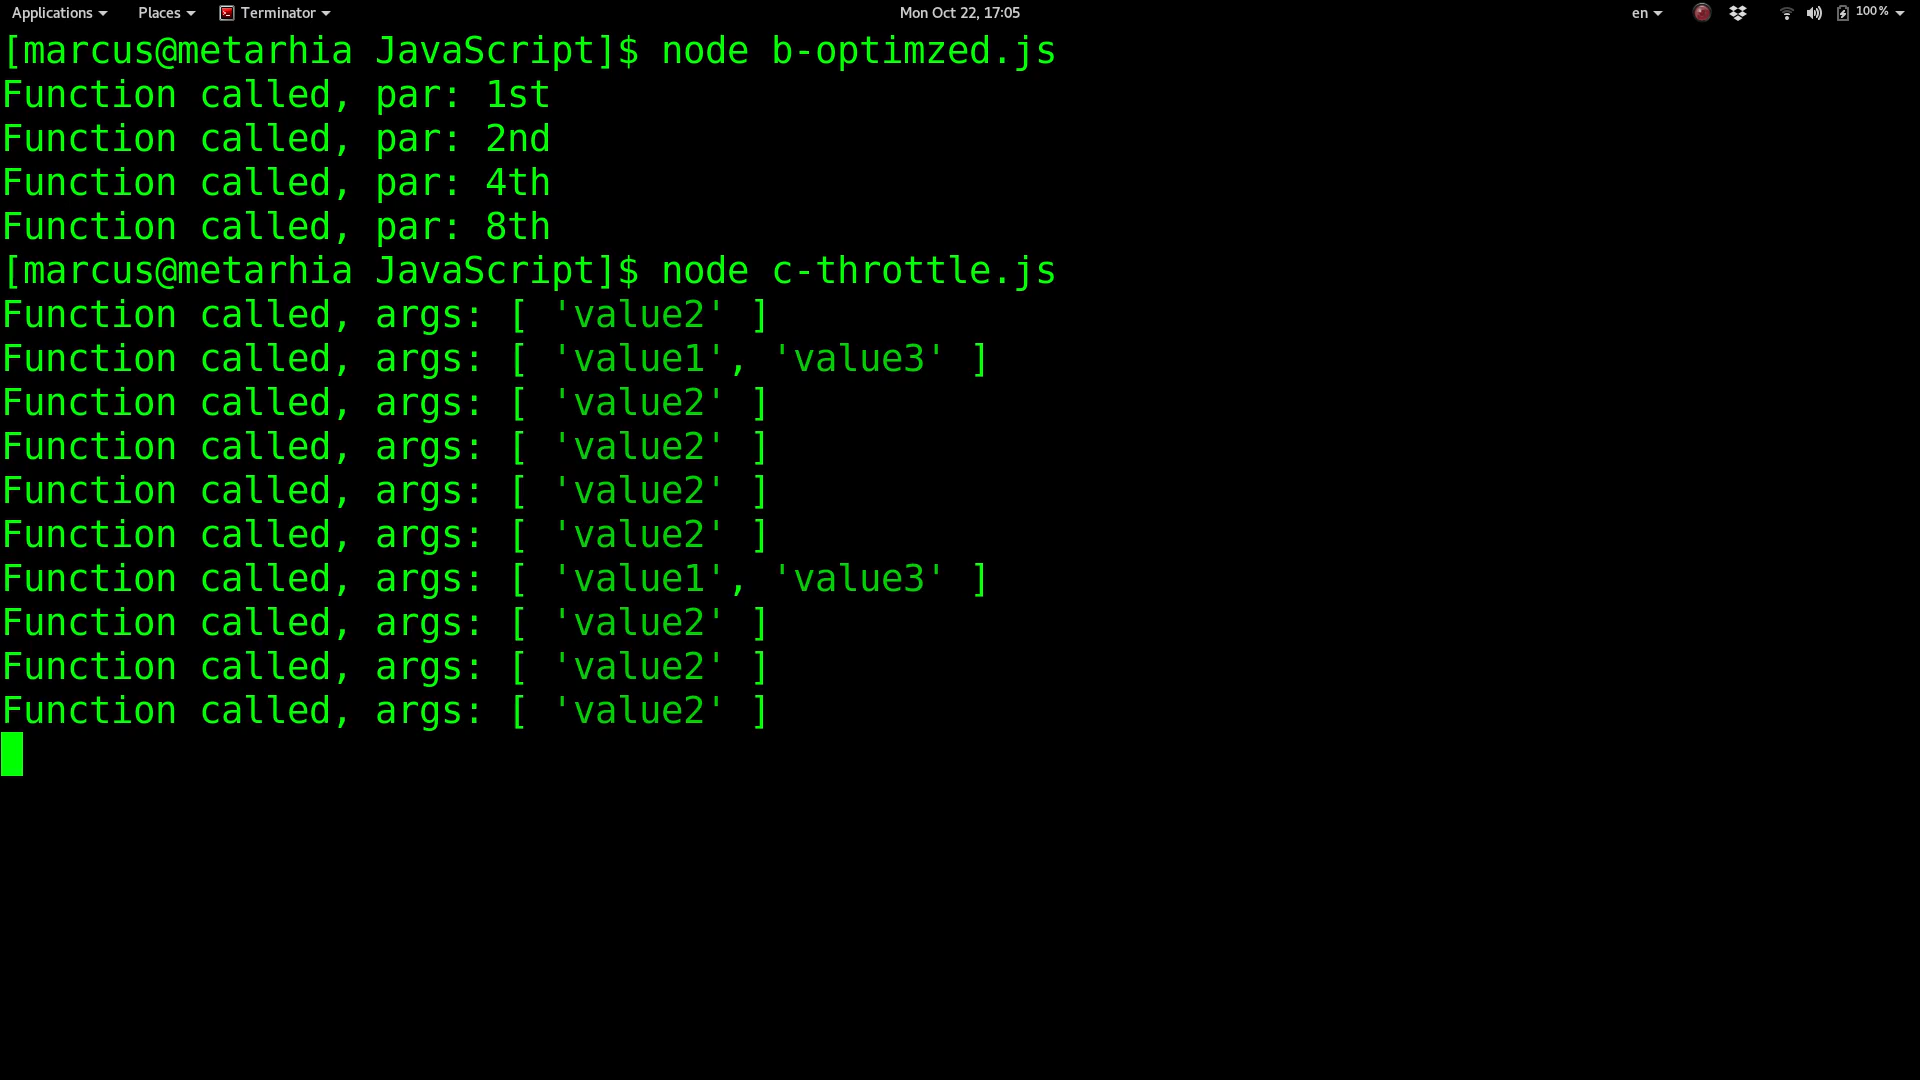 Applications Places Terminator Mon Oct 22, 17:05 en 100%
[marcus@metarhia JavaScript]$ node b-optimzed.js
Function called, par: 1st
Function called, par: 2nd
Function called, par: 4th
Function called, par: 8th
[marcus@metarhia JavaScript]$ node c-throttle.js
Function called, args: [ 'value2' ]
Function called, args: [ 'value1', 'value3' ]
Function called, args: [ 'value2' ]
Function called, args: [ 'value2' ]
Function called, args: [ 'value2' ]
Function called, args: [ 'value2' ]
Function called, args: [ 'value1', 'value3' ]
Function called, args: [ 'value2' ]
Function called, args: [ 'value2' ]
Function called, args: [ 'value2' ]